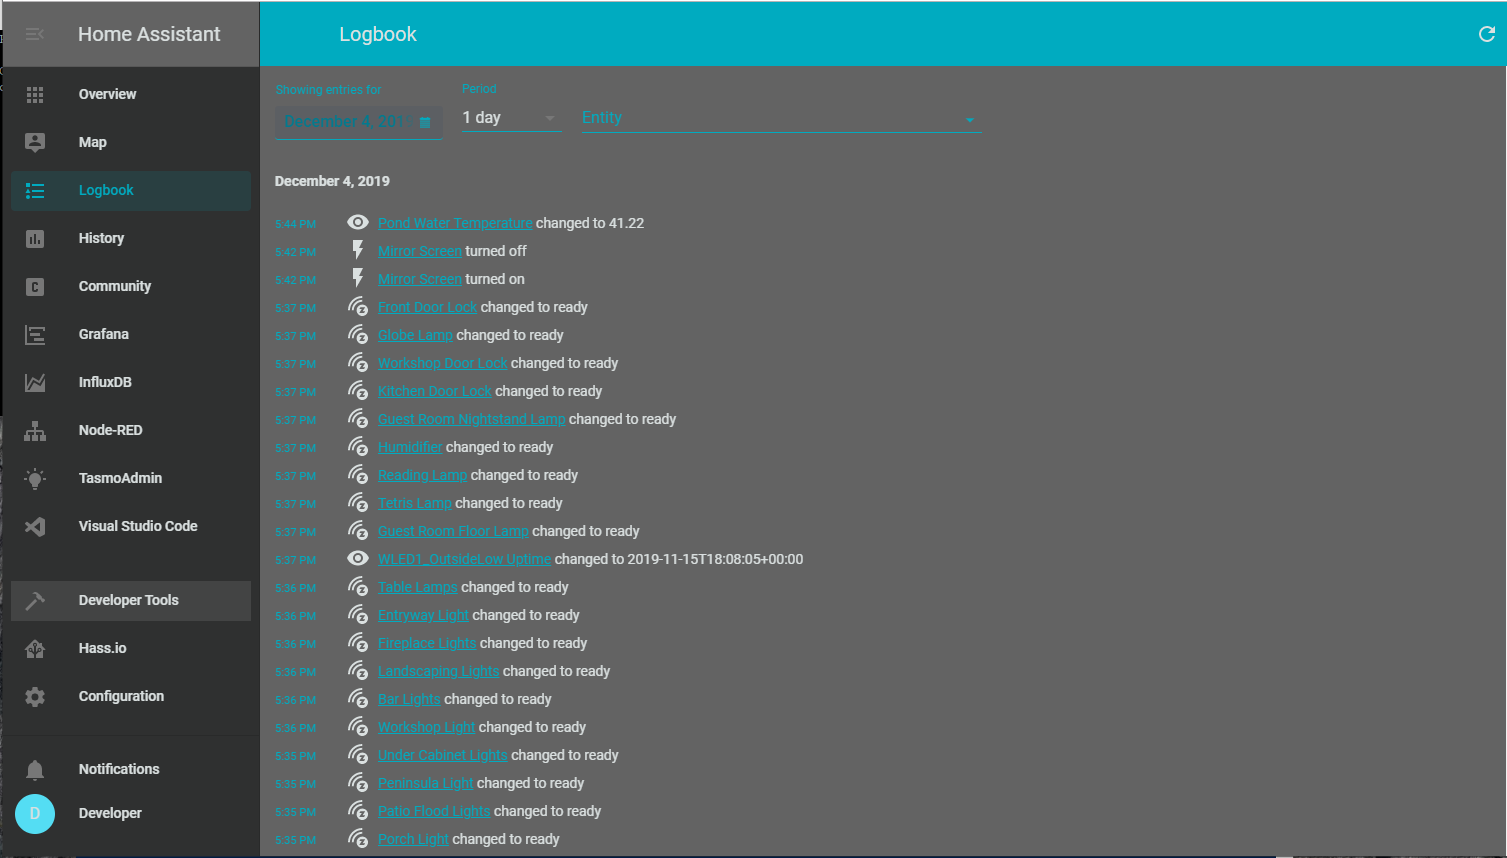 Home Assistant
Logbook
Overview
Map
Logbook
History
Community
Grafana
InfluxDB
Node-RED
TasmoAdmin
Visual Studio Code
Developer Tools
Hass.io
Configuration
Notifications
D
Developer
Showing entries for
December 4, 2019
Period
1 day
Entity
December 4, 2019
5:44 PM Pond Water Temperature changed to 41.22
5:42 PM Mirror Screen turned off
5:42 PM Mirror Screen turned on
5:37 PM Front Door Lock changed to ready
5:37 PM Globe Lamp changed to ready
5:37 PM Workshop Door Lock changed to ready
5:37 PM Kitchen Door Lock changed to ready
5:37 PM Guest Room Nightstand Lamp changed to ready
5:37 PM Humidifier changed to ready
5:37 PM Reading Lamp changed to ready
5:37 PM Tetris Lamp changed to ready
5:37 PM Guest Room Floor Lamp changed to ready
5:37 PM WLED1_OutsideLow Uptime changed to 2019-11-15T18:08:05+00:00
5:36 PM Table Lamps changed to ready
5:36 PM Entryway Light changed to ready
5:36 PM Fireplace Lights changed to ready
5:36 PM Landscaping Lights changed to ready
5:36 PM Bar Lights changed to ready
5:36 PM Workshop Light changed to ready
5:35 PM Under Cabinet Lights changed to ready
5:35 PM Peninsula Light changed to ready
5:35 PM Patio Flood Lights changed to ready
5:35 PM Porch Light changed to ready